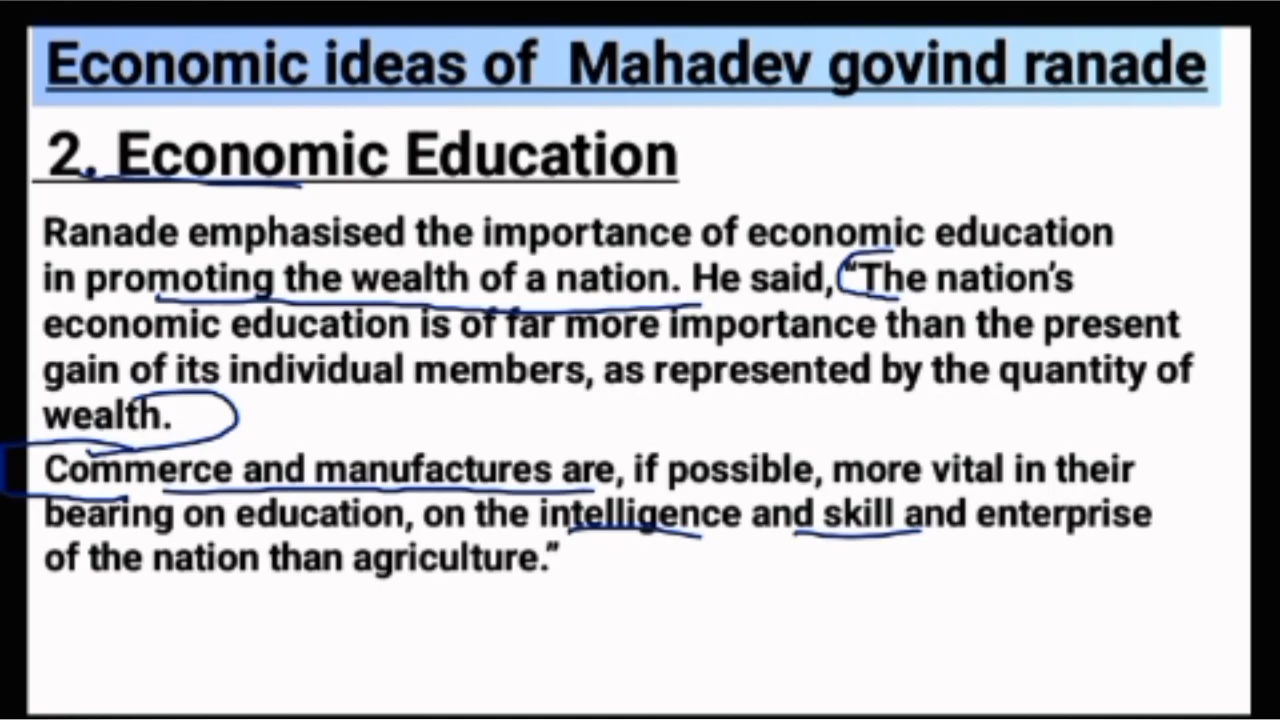 Economic ideas of Mahadev govind ranade
2. Economic Education
Ranade emphasised the importance of economic education
in promoting the wealth of a nation. He said, “The nation’s
economic education is of far more importance than the present
gain of its individual members, as represented by the quantity of
wealth.
Commerce and manufactures are, if possible, more vital in their
bearing on education, on the intelligence and skill and enterprise
of the nation than agriculture.”